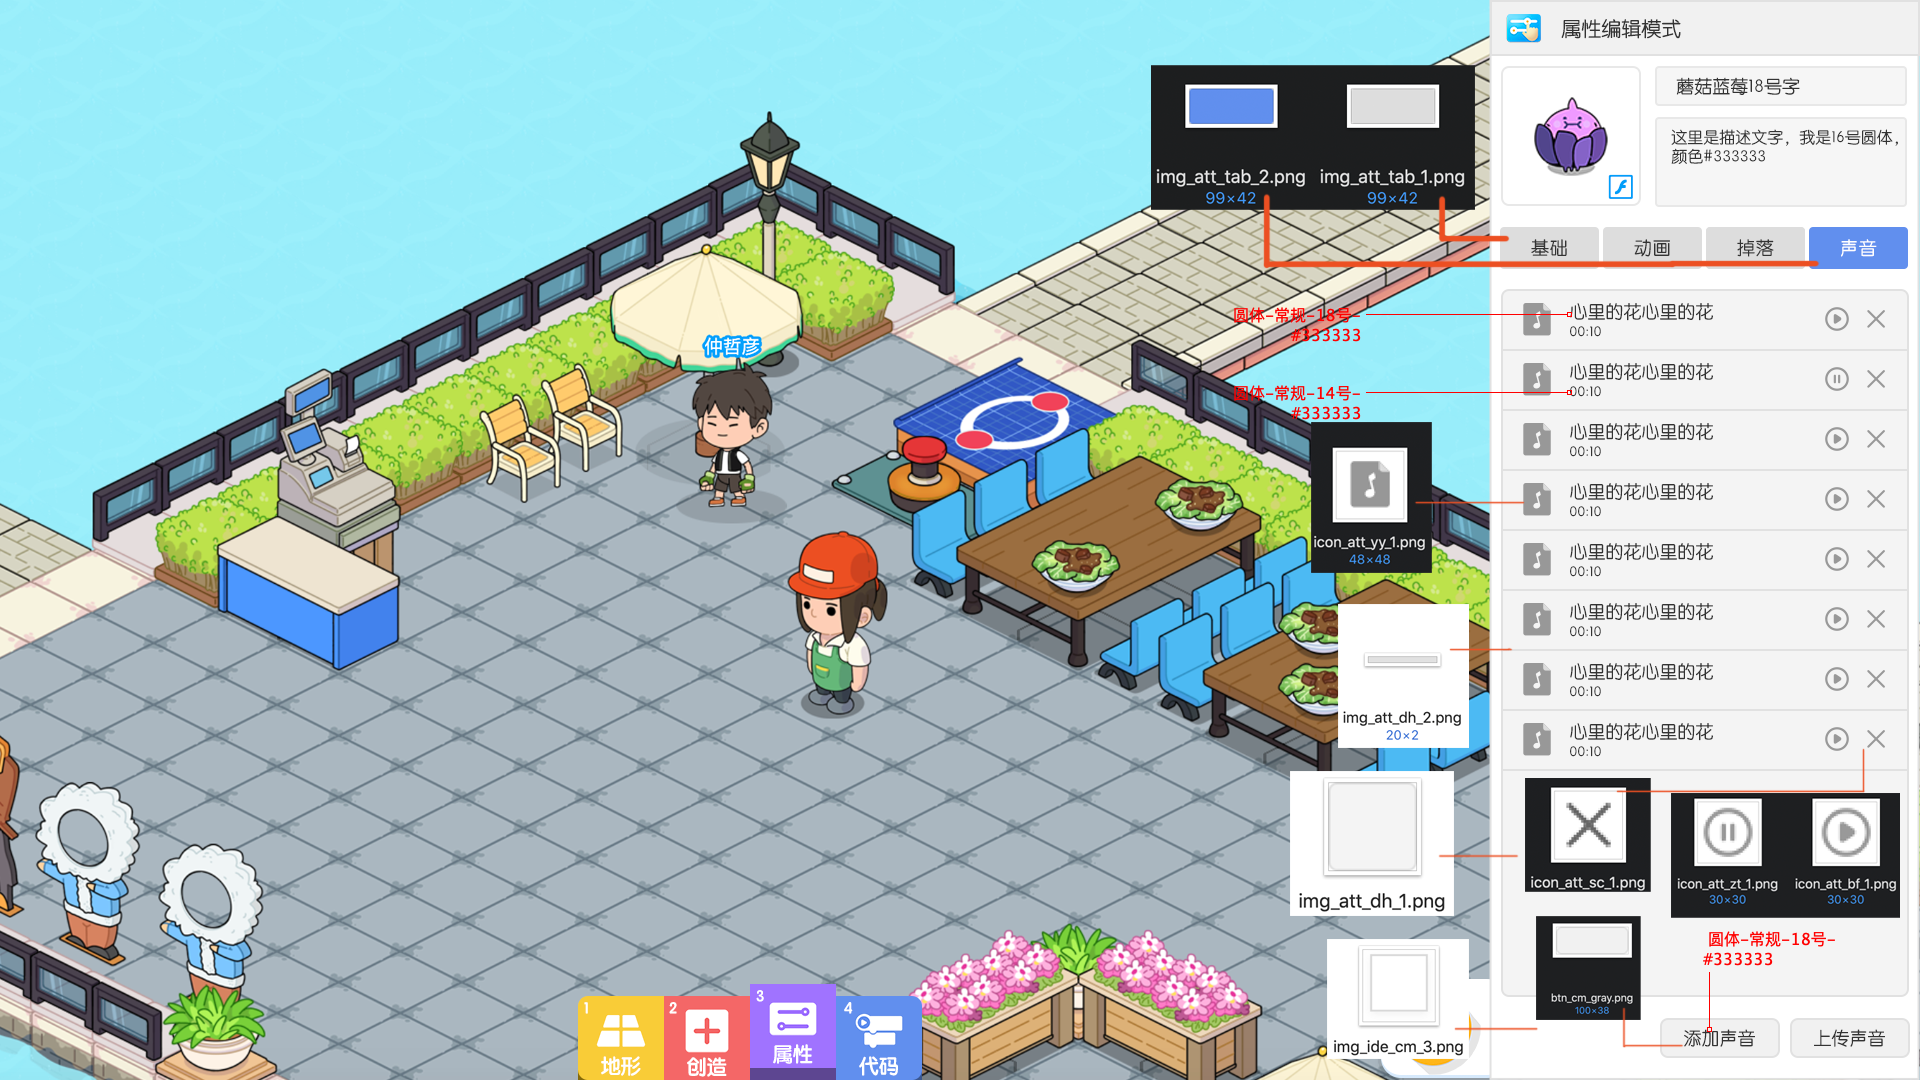 属性编辑模式
蘑菇蓝莓18号字
这里是描述文字，我是16号圆体，
颜色#333333
img_att_tab_2.png
99×42
img_att_tab_1.png
99×42
基础
动画
掉落
声音
圆体-常规-18号-
#333333
圆体-常规-14号-
#333333
心里的花心里的花
00:10
心里的花心里的花
00:10
心里的花心里的花
00:10
心里的花心里的花
00:10
心里的花心里的花
00:10
心里的花心里的花
00:10
心里的花心里的花
00:10
心里的花心里的花
00:10
仲哲彦
icon_att_yy_1.png
48×48
img_att_dh_2.png
20×2
img_att_dh_1.png
icon_att_sc_1.png
icon_att_zt_1.png
30×30
icon_att_bf_1.png
30×30
圆体-常规-18号-
#333333
btn_cm_gray.png
100×38
img_ide_cm_3.png
添加声音
上传声音
1
地形
2
创造
3
属性
4
代码